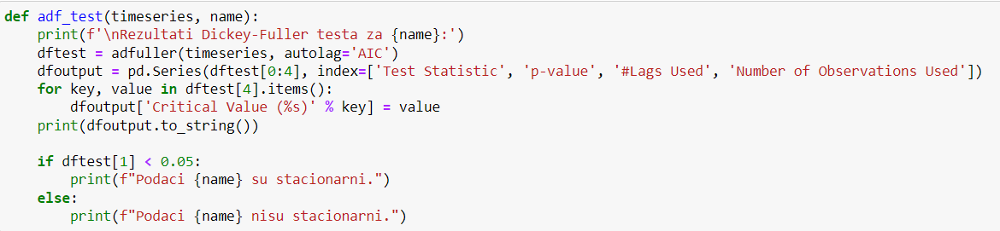 def adf_test(timeseries, name):
    print(f'\nRezultati Dickey-Fuller testa za {name}:')
    dftest = adfuller(timeseries, autolag='AIC')
    dfoutput = pd.Series(dftest[0:4], index=['Test Statistic', 'p-value', '#Lags Used', 'Number of Observations Used'])
    for key, value in dftest[4].items():
        dfoutput['Critical Value (%s)' % key] = value
    print(dfoutput.to_string())

    if dftest[1] < 0.05:
        print(f"Podaci {name} su stacionarni.")
    else:
        print(f"Podaci {name} nisu stacionarni.")